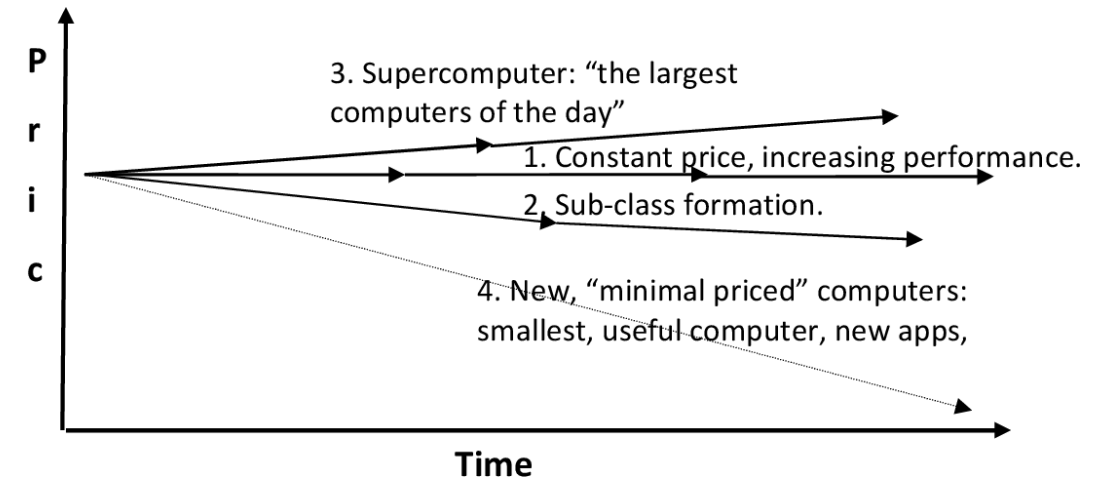 P
r
i
c
3. Supercomputer: “the largest
computers of the day”
1. Constant price, increasing performance.
2. Sub-class formation.
4. New, “minimal priced” computers:
smallest, useful computer, new apps,
Time